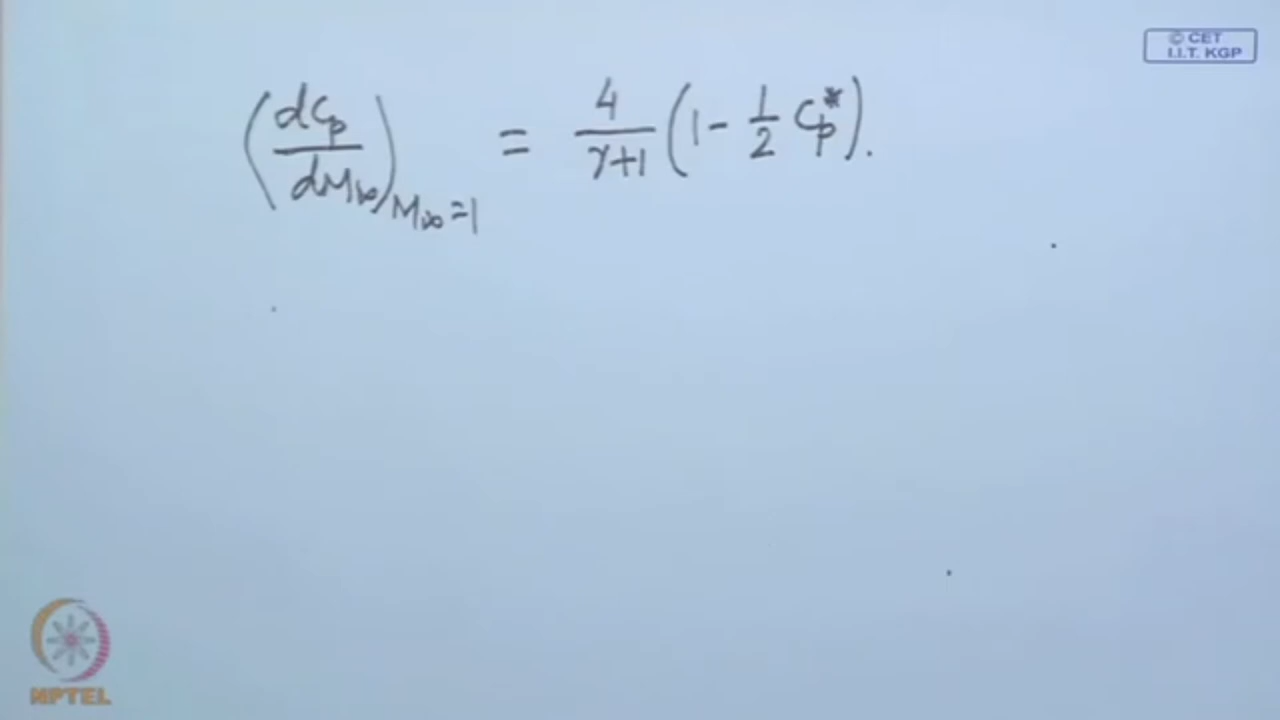 © CET
I.I.T. KGP
(dCp/dM∞)M∞=1 = 4/(γ+1) (1 - 1/2 Cp*).
NPTEL